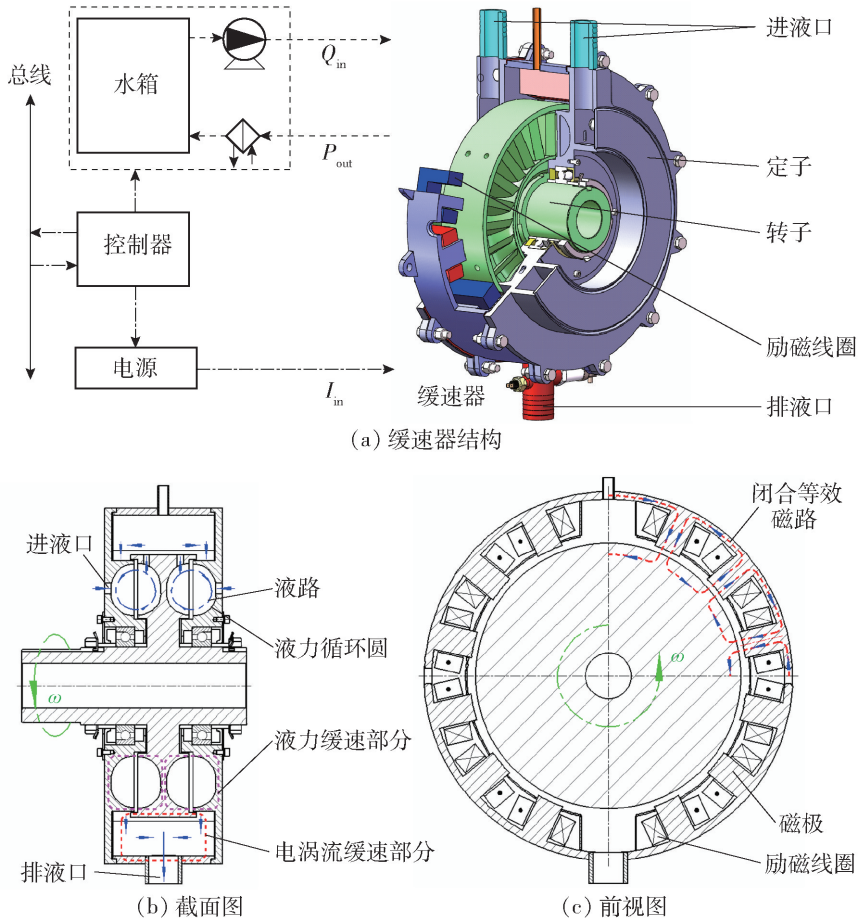 总线
水箱
Qin
Pout
控制器
电源
Iin
进液口
定子
转子
励磁线圈
排液口
缓速器
(a) 缓速器结构
进液口
液路
液力循环圆
ω
液力缓速部分
电涡流缓速部分
排液口
(b) 截面图
闭合等效
磁路
ω
磁极
励磁线圈
(c) 前视图